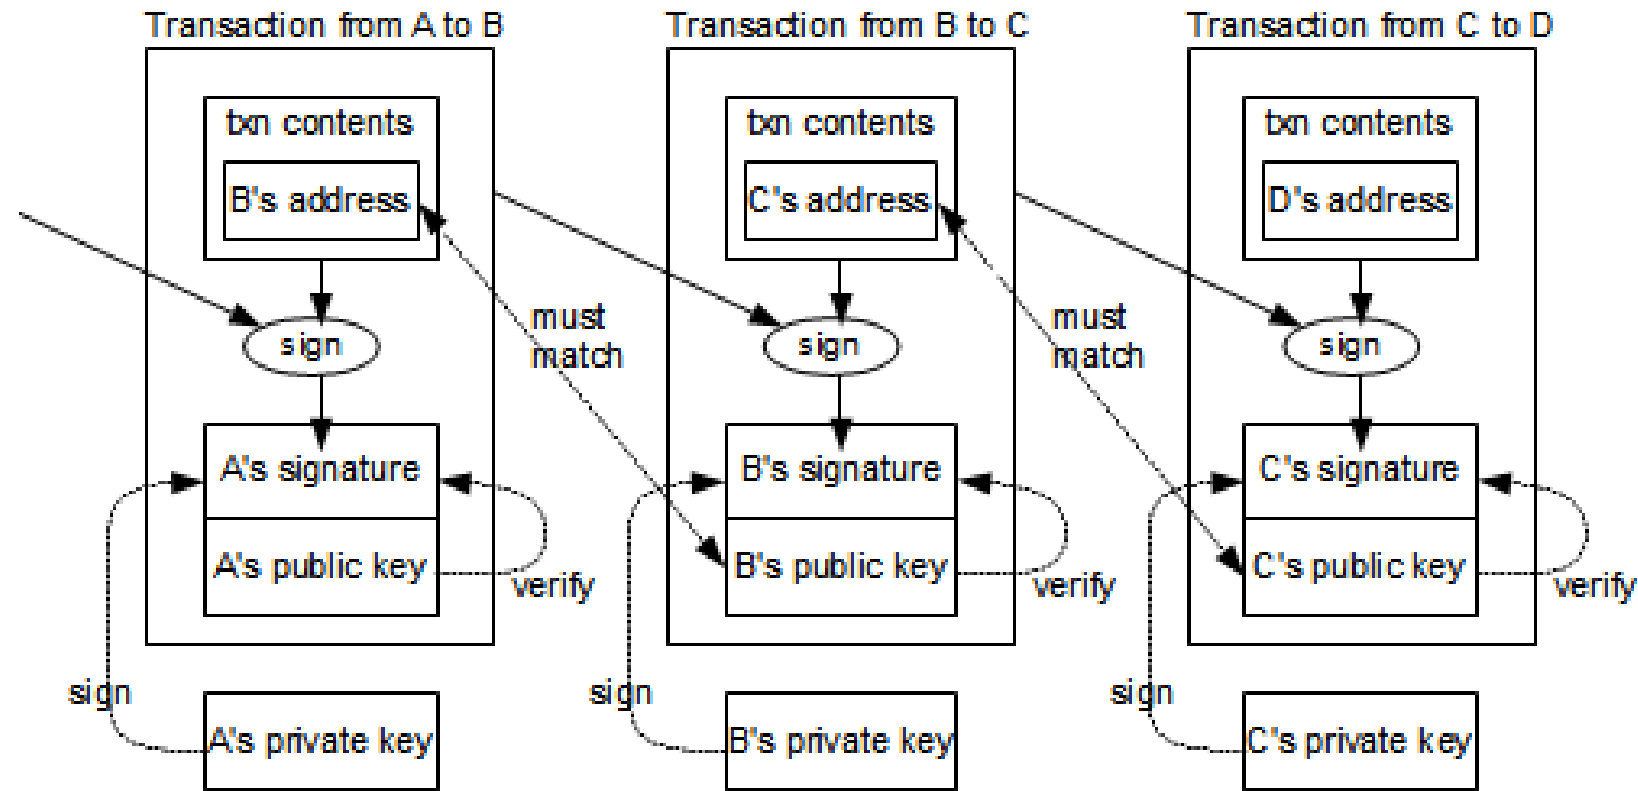 Transaction from A to B
txn contents
B's address
sign
A's signature
A's public key
verify
sign
A's private key
must
match
Transaction from B to C
txn contents
C's address
sign
B's signature
B's public key
verify
sign
B's private key
must
match
Transaction from C to D
txn contents
D's address
sign
C's signature
C's public key
verify
sign
C's private key